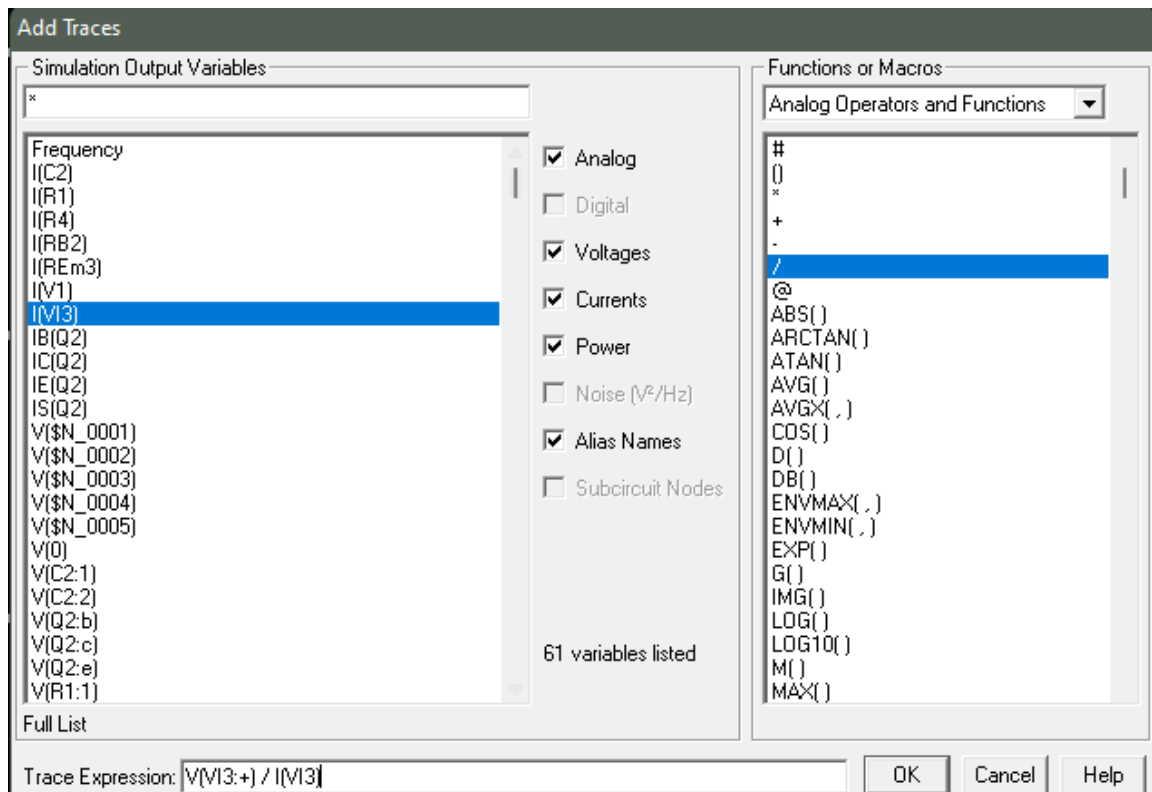 Add Traces
Simulation Output Variables
*
Frequency
I(C2)
I(R1)
I(R4)
I(RB2)
I(REm3)
I(V1)
I(VI3)
IB(Q2)
IC(Q2)
IE(Q2)
IS(Q2)
V($N_0001)
V($N_0002)
V($N_0003)
V($N_0004)
V($N_0005)
V(0)
V(C2:1)
V(C2:2)
V(Q2:b)
V(Q2:c)
V(Q2:e)
V(R1:1)
Full List
Analog
Digital
Voltages
Currents
Power
Noise (V²/Hz)
Alias Names
Subcircuit Nodes
61 variables listed
Functions or Macros
Analog Operators and Functions
#
()
*
+
-
/
@
ABS( )
ARCTAN( )
ATAN( )
AVG( )
AVGX( , )
COS( )
D( )
DB( )
ENVMAX( , )
ENVMIN( , )
EXP( )
G( )
IMG( )
LOG( )
LOG10( )
M( )
MAX( )
Trace Expression: V(VI3:+) / I(VI3)
OK
Cancel
Help